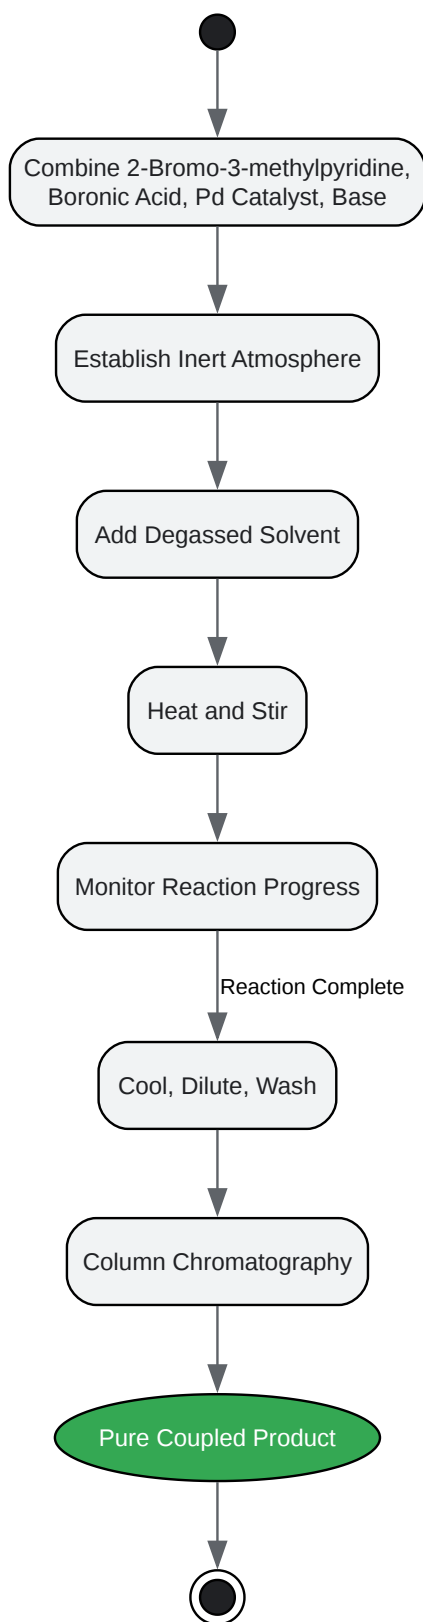 Combine 2-Bromo-3-methylpyridine,
Boronic Acid, Pd Catalyst, Base
Establish Inert Atmosphere
Add Degassed Solvent
Heat and Stir
Monitor Reaction Progress
Reaction Complete
Cool, Dilute, Wash
Column Chromatography
Pure Coupled Product